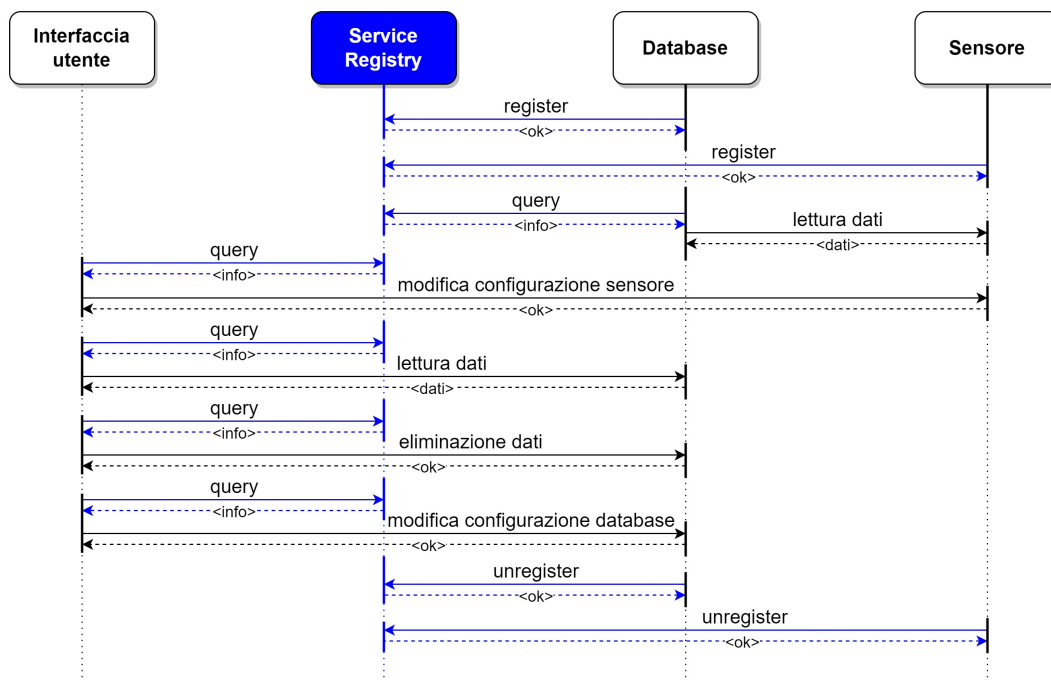 Interfaccia
utente
Service
Registry
Database
Sensore
register
<ok>
register
<ok>
query
<info>
lettura dati
<dati>
query
<info>
modifica configurazione sensore
<ok>
query
<info>
lettura dati
<dati>
query
<info>
eliminazione dati
<ok>
query
<info>
modifica configurazione database
<ok>
unregister
<ok>
unregister
<ok>